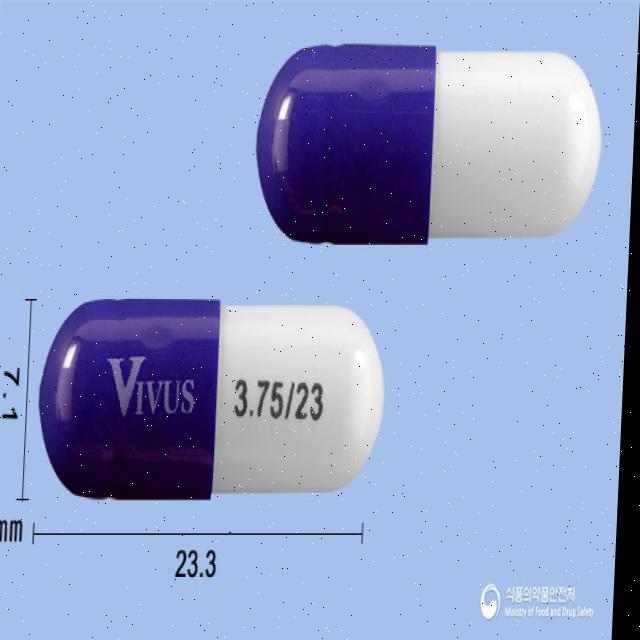 VIVUS
3.75/23
7.1
mm
23.3
식품의약품안전처
Ministry of Food and Drug Safety